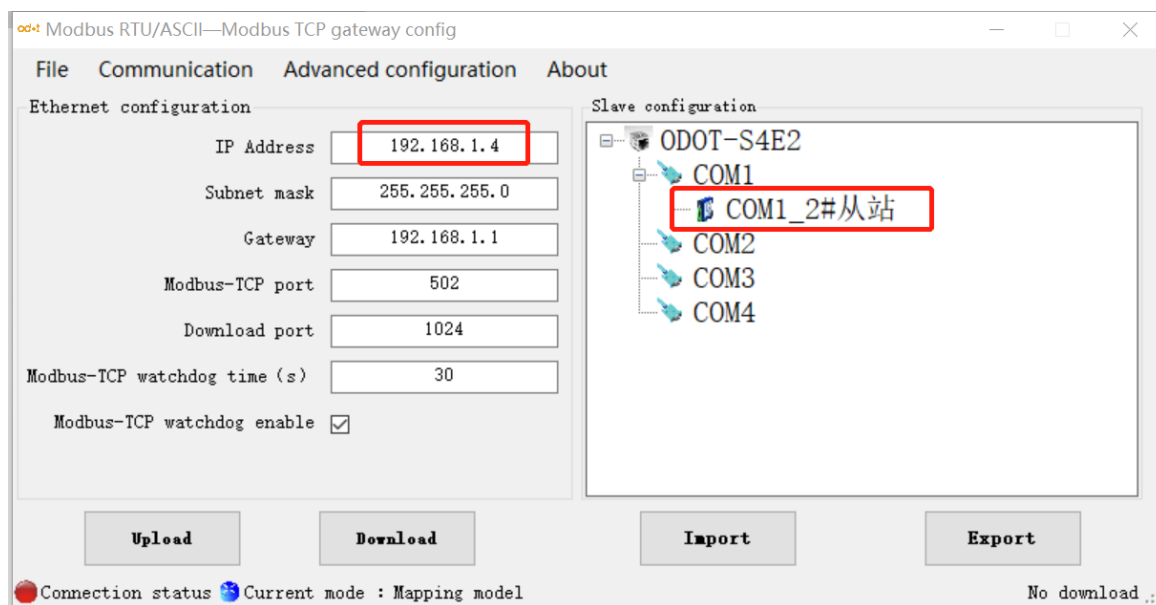 odot Modbus RTU/ASCII—Modbus TCP gateway config
File Communication Advanced configuration About
Ethernet configuration
IP Address 192.168.1.4
Subnet mask 255.255.255.0
Gateway 192.168.1.1
Modbus-TCP port 502
Download port 1024
Modbus-TCP watchdog time(s) 30
Modbus-TCP watchdog enable
Slave configuration
ODOT-S4E2
COM1
COM1_2#从站
COM2
COM3
COM4
Upload Download Import Export
Connection status Current mode : Mapping model No download